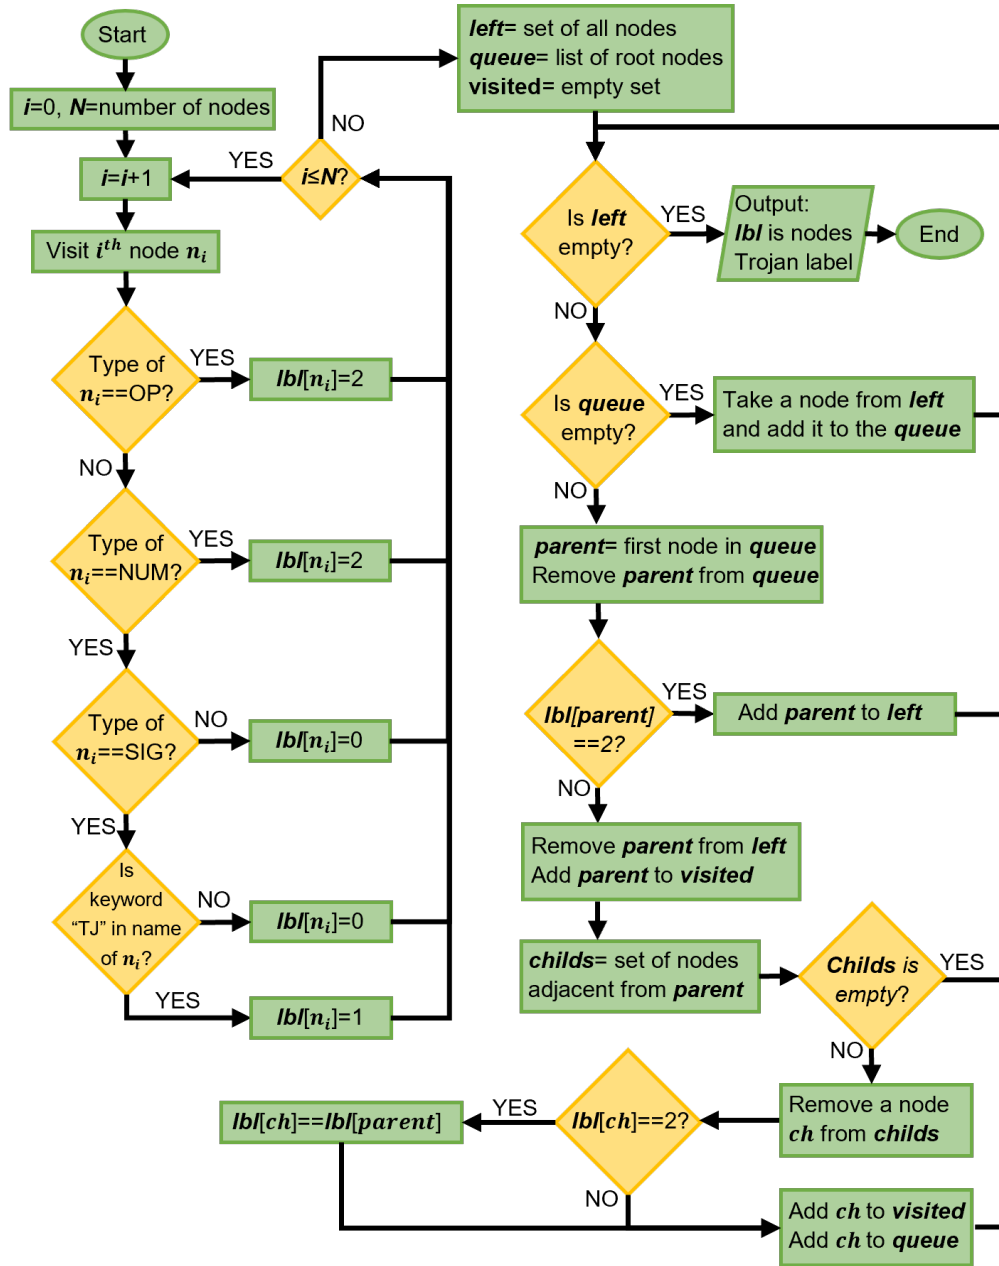 Start
i=0, N=number of nodes
i=i+1
YES
i≤N?
NO
Visit iᵗʰ node nᵢ
Type of
nᵢ==OP?
YES
lbl[nᵢ]=2
NO
Type of
nᵢ==NUM?
YES
lbl[nᵢ]=2
YES
Type of
nᵢ==SIG?
NO
lbl[nᵢ]=0
YES
Is
keyword
“TJ” in name
of nᵢ?
NO
lbl[nᵢ]=0
YES
lbl[nᵢ]=1
left= set of all nodes
queue= list of root nodes
visited= empty set
Is left
empty?
YES
Output:
lbl is nodes
Trojan label
End
NO
Is queue
empty?
YES
Take a node from left
and add it to the queue
NO
parent= first node in queue
Remove parent from queue
lbl[parent]
==2?
YES
Add parent to left
NO
Remove parent from left
Add parent to visited
childs= set of nodes
adjacent from parent
Childs is
empty?
YES
NO
Remove a node
ch from childs
lbl[ch]==2?
YES
lbl[ch]==lbl[parent]
NO
Add ch to visited
Add ch to queue